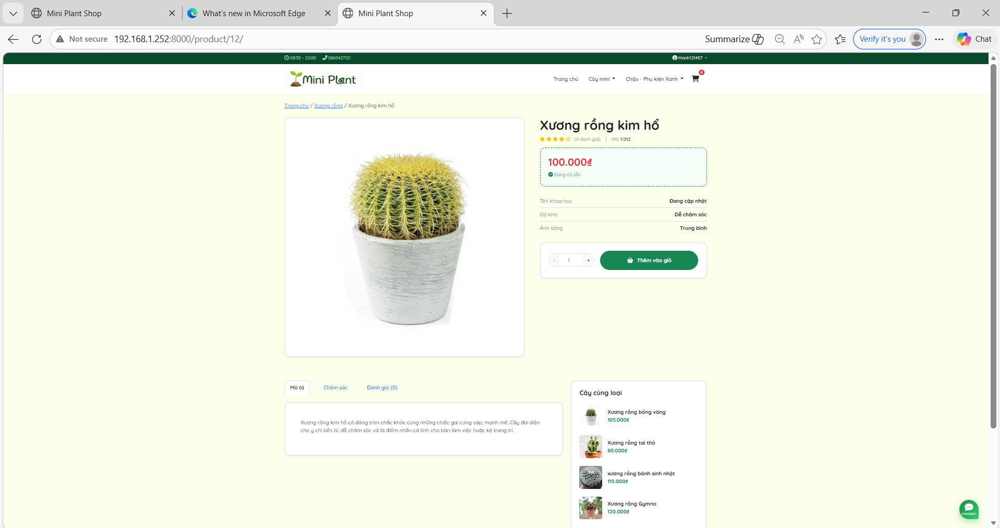 Mini Plant Shop
What's new in Microsoft Edge
Mini Plant Shop
Not secure 192.168.1.252:8000/product/12/
Summarize
Verify it's you
Chat
08:30 - 22:00 0865427121
Manh121457
Mini Plant
Trang chủ Cây mini Chậu - Phụ kiện Xanh
0
Trang chủ / Xương rồng / Xương rồng kim hổ
Xương rồng kim hổ
(0 đánh giá) | Mã: 1.012
100.000₫
Đang có sẵn
Tên khoa học Đang cập nhật
Độ khó Dễ chăm sóc
Ánh sáng Trung bình
- 1 + Thêm vào giỏ
Mô tả Chăm sóc Đánh giá (0)
Xương rồng kim hổ có dáng tròn chắc khỏe cùng những chiếc gai cứng cáp, mạnh mẽ. Cây đại diện
cho ý chí bền bỉ, dễ chăm sóc và là điểm nhấn cá tính cho bàn làm việc hoặc kệ trang trí.
Cây cùng loại
Xương rồng bóng vàng
105.000₫
Xương rồng tai thỏ
80.000₫
xương rồng bánh sinh nhật
115.000₫
Xương rồng Gymno
120.000₫
CHATBOT